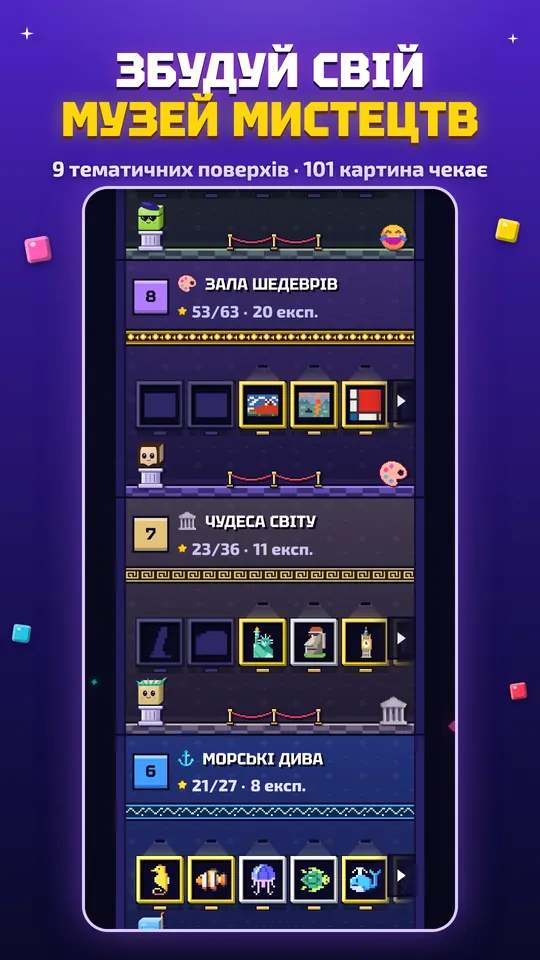 ЗБУДУЙ СВІЙ
МУЗЕЙ МИСТЕЦТВ
9 тематичних поверхів · 101 картина чекає
8
ЗАЛА ШЕДЕВРІВ
53/63 · 20 експ.
7
ЧУДЕСА СВІТУ
23/36 · 11 експ.
6
МОРСЬКІ ДИВА
21/27 · 8 експ.